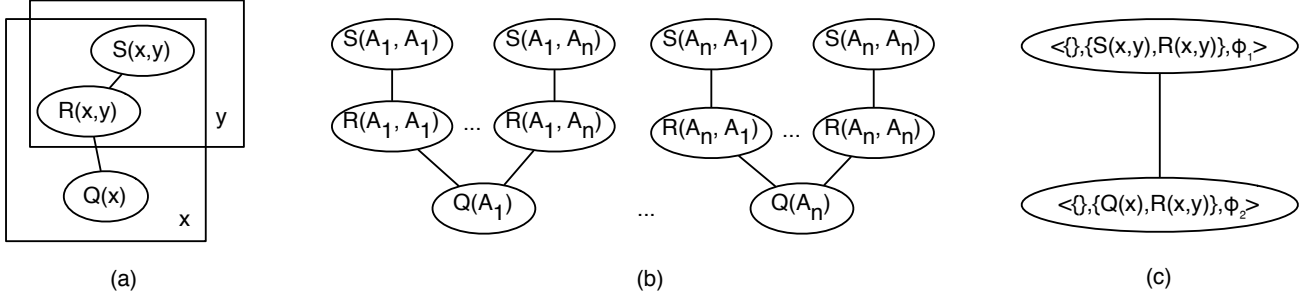 S(x,y)
R(x,y)
y
Q(x)
x
(a)
S(A1, A1) S(A1, An) S(An, A1) S(An, An)
R(A1, A1) ... R(A1, An) R(An, A1) ... R(An, An)
Q(A1) ... Q(An)
(b)
<{},{S(x,y),R(x,y)},ϕ1>
<{},{Q(x),R(x,y)},ϕ2>
(c)